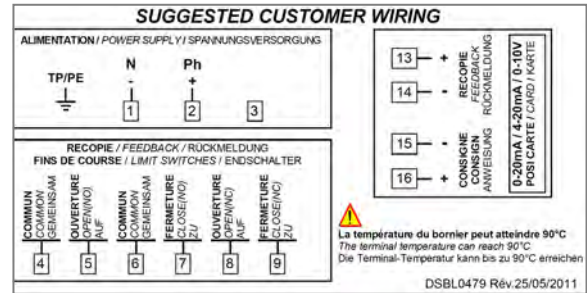 SUGGESTED CUSTOMER WIRING
ALIMENTATION / POWER SUPPLY / SPANNUNGSVERSORGUNG
N Ph
TP/PE - +
1 2 3
RECOPIE / FEEDBACK / RÜCKMELDUNG
FINS DE COURSE / LIMIT SWITCHES / ENDSCHALTER
COMMUN
COMMON
GEMEINSAM
OUVERTURE
OPEN(NO)
AUF
COMMUN
COMMON
GEMEINSAM
FERMETURE
CLOSE(NO)
ZU
OUVERTURE
OPEN(NC)
AUF
FERMETURE
CLOSE(NC)
ZU
4 5 6 7 8 9
13 +
14 -
RECOPIE
FEEDBACK
RÜCKMELDUNG
15 -
16 +
CONSIGNE
CONSIGN
ANWEISUNG
0-20mA / 4-20mA / 0-10V
POSI CARTE / CARD / KARTE
La température du bornier peut atteindre 90°C
The terminal temperature can reach 90°C
Die Terminal-Temperatur kann bis zu 90°C erreichen
DSBL0479 Rév.25/05/2011